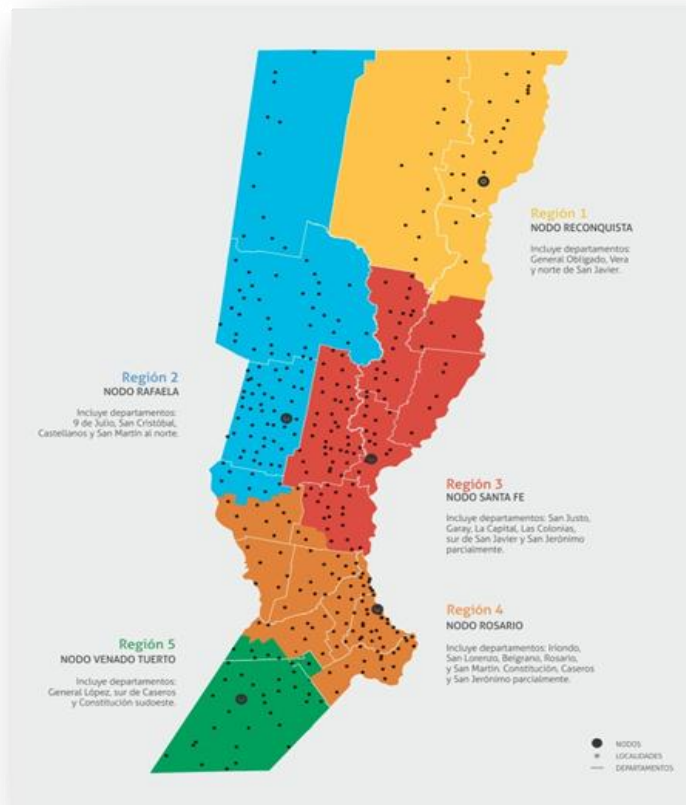 Región 1
NODO RECONQUISTA
Incluye departamentos:
General Obligado, Vera
y norte de San Javier.
Región 2
NODO RAFAELA
Incluye departamentos:
9 de Julio, San Cristóbal,
Castellanos y San Martín al norte.
Región 3
NODO SANTA FE
Incluye departamentos: San Justo,
Garay, La Capital, Las Colonias,
sur de San Javier y San Jerónimo
parcialmente.
Región 4
NODO ROSARIO
Incluye departamentos: Iriondo,
San Lorenzo, Belgrano, Rosario,
y San Martín. Constitución, Caseros
y San Jerónimo parcialmente.
Región 5
NODO VENADO TUERTO
Incluye departamentos:
General López, sur de Caseros
y Constitución sudoeste.
NODOS
LOCALIDADES
DEPARTAMENTOS